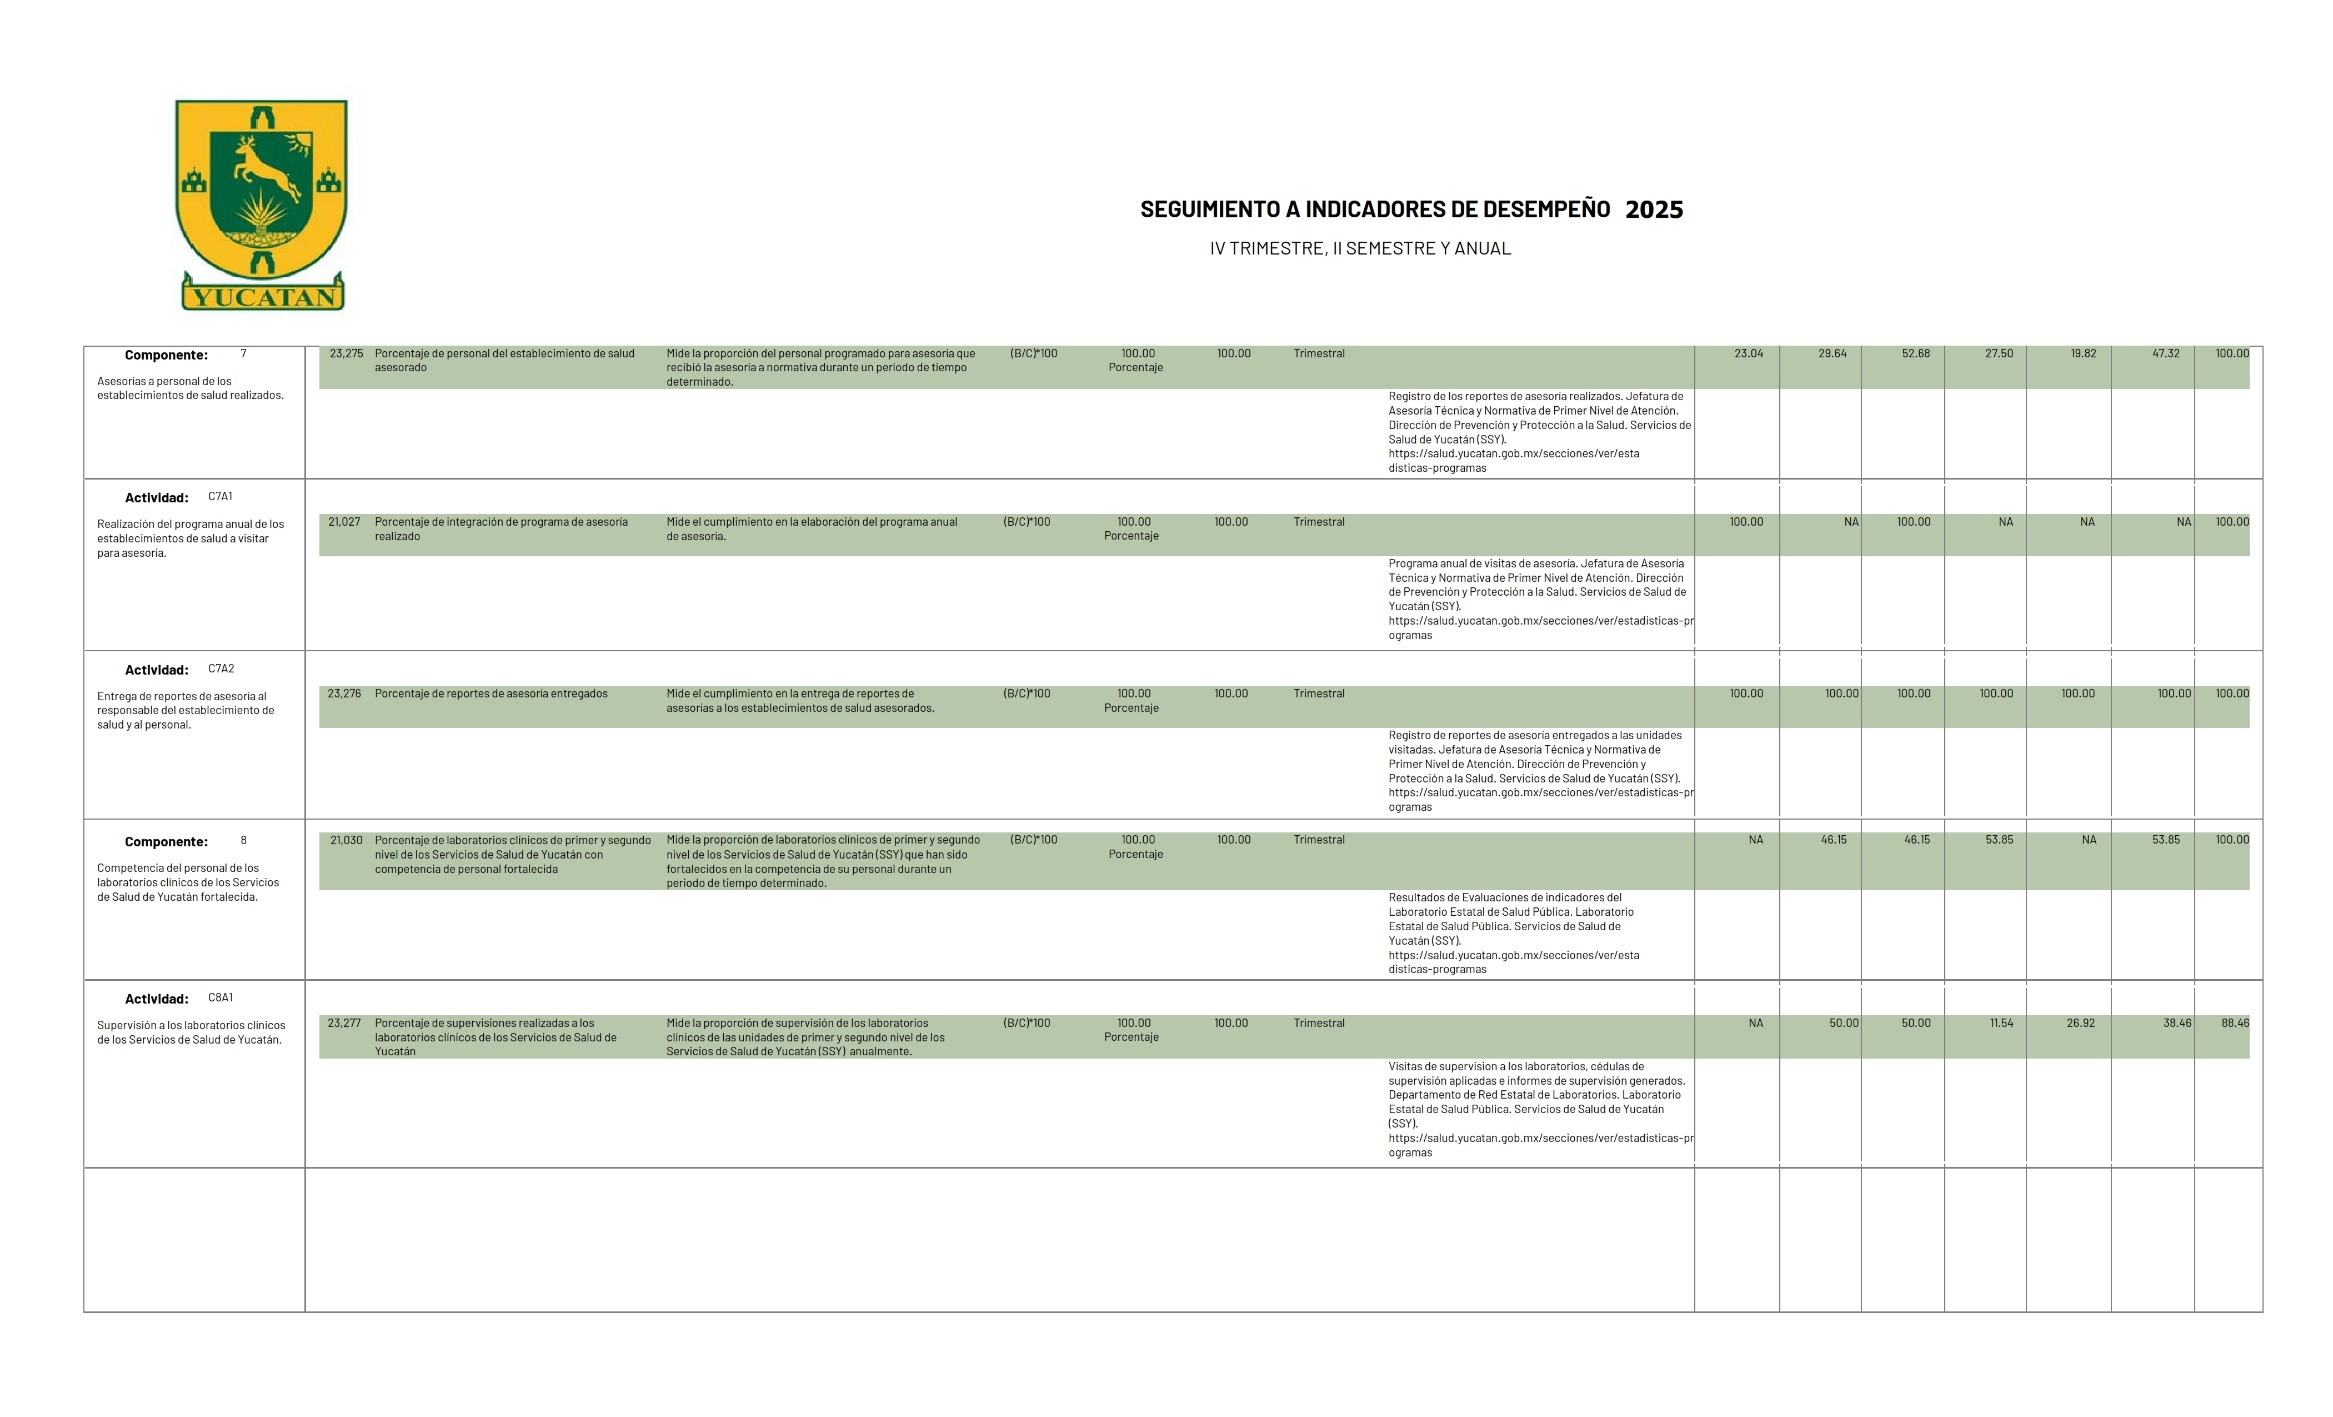 YUCATAN
SEGUIMIENTO A INDICADORES DE DESEMPEÑO 2025
IV TRIMESTRE, II SEMESTRE Y ANUAL
Componente: 7
Asesorías a personal de los
establecimientos de salud realizados.
23,275 Porcentaje de personal del establecimiento de salud
asesorado
Mide la proporción del personal programado para asesoría que
recibió la asesoría a normativa durante un periodo de tiempo
determinado.
(B/C)*100
100.00
Porcentaje
100.00
Trimestral
23.04 29.64 52.68 27.50 19.82 47.32 100.00
Registro de los reportes de asesoría realizados. Jefatura de
Asesoría Técnica y Normativa de Primer Nivel de Atención.
Dirección de Prevención y Protección a la Salud. Servicios de
Salud de Yucatán (SSY).
https://salud.yucatan.gob.mx/secciones/ver/esta
disticas-programas
Actividad: C7A1
Realización del programa anual de los
establecimientos de salud a visitar
para asesoría.
21,027 Porcentaje de integración de programa de asesoría
realizado
Mide el cumplimiento en la elaboración del programa anual
de asesoría.
(B/C)*100
100.00
Porcentaje
100.00
Trimestral
100.00 NA 100.00 NA NA NA 100.00
Programa anual de visitas de asesoría. Jefatura de Asesoría
Técnica y Normativa de Primer Nivel de Atención. Dirección
de Prevención y Protección a la Salud. Servicios de Salud de
Yucatán (SSY).
https://salud.yucatan.gob.mx/secciones/ver/estadisticas-pr
ogramas
Actividad: C7A2
Entrega de reportes de asesoría al
responsable del establecimiento de
salud y al personal.
23,276 Porcentaje de reportes de asesoría entregados
Mide el cumplimiento en la entrega de reportes de
asesorías a los establecimientos de salud asesorados.
(B/C)*100
100.00
Porcentaje
100.00
Trimestral
100.00 100.00 100.00 100.00 100.00 100.00 100.00
Registro de reportes de asesoría entregados a las unidades
visitadas. Jefatura de Asesoría Técnica y Normativa de
Primer Nivel de Atención. Dirección de Prevención y
Protección a la Salud. Servicios de Salud de Yucatán (SSY).
https://salud.yucatan.gob.mx/secciones/ver/estadisticas-pr
ogramas
Componente: 8
Competencia del personal de los
laboratorios clínicos de los Servicios
de Salud de Yucatán fortalecida.
21,030 Porcentaje de laboratorios clínicos de primer y segundo
nivel de los Servicios de Salud de Yucatán con
competencia de personal fortalecida
Mide la proporción de laboratorios clínicos de primer y segundo
nivel de los Servicios de Salud de Yucatán (SSY) que han sido
fortalecidos en la competencia de su personal durante un
periodo de tiempo determinado.
(B/C)*100
100.00
Porcentaje
100.00
Trimestral
NA 46.15 46.15 53.85 NA 53.85 100.00
Resultados de Evaluaciones de indicadores del
Laboratorio Estatal de Salud Pública. Laboratorio
Estatal de Salud Pública. Servicios de Salud de
Yucatán (SSY).
https://salud.yucatan.gob.mx/secciones/ver/esta
disticas-programas
Actividad: C8A1
Supervisión a los laboratorios clínicos
de los Servicios de Salud de Yucatán.
23,277 Porcentaje de supervisiones realizadas a los
laboratorios clínicos de los Servicios de Salud de
Yucatán
Mide la proporción de supervisión de los laboratorios
clínicos de las unidades de primer y segundo nivel de los
Servicios de Salud de Yucatán (SSY) anualmente.
(B/C)*100
100.00
Porcentaje
100.00
Trimestral
NA 50.00 50.00 11.54 26.92 38.46 88.46
Visitas de supervision a los laboratorios, cédulas de
supervisión aplicadas e informes de supervisión generados.
Departamento de Red Estatal de Laboratorios. Laboratorio
Estatal de Salud Pública. Servicios de Salud de Yucatán
(SSY).
https://salud.yucatan.gob.mx/secciones/ver/estadisticas-pr
ogramas